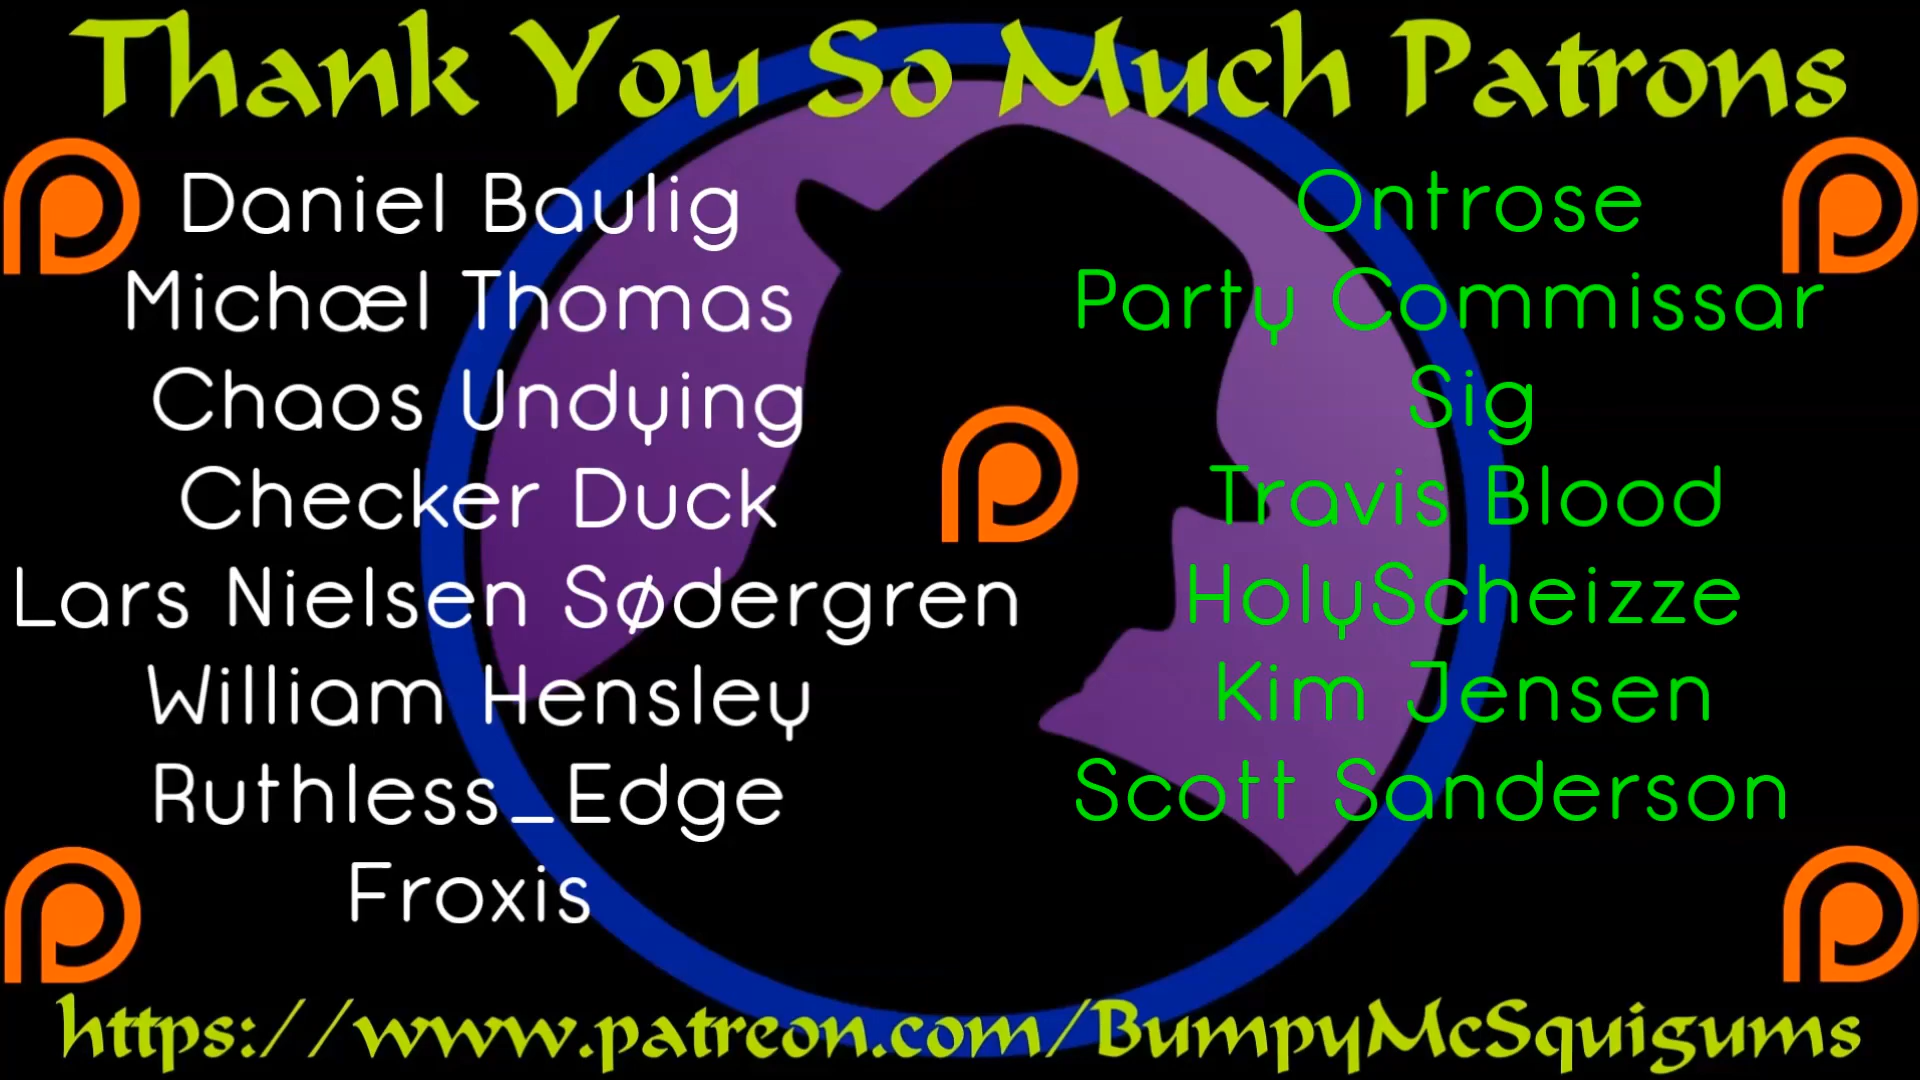 Thank You So Much Patrons
Daniel Baulig
Michæl Thomas
Chaos Undying
Checker Duck
Lars Nielsen Sødergren
William Hensley
Ruthless_Edge
Froxis
Ontrose
Party Commissar
Sig
Travis Blood
HolyScheizze
Kim Jensen
Scott Sanderson
https://www.patreon.com/BumpyMcSquigums